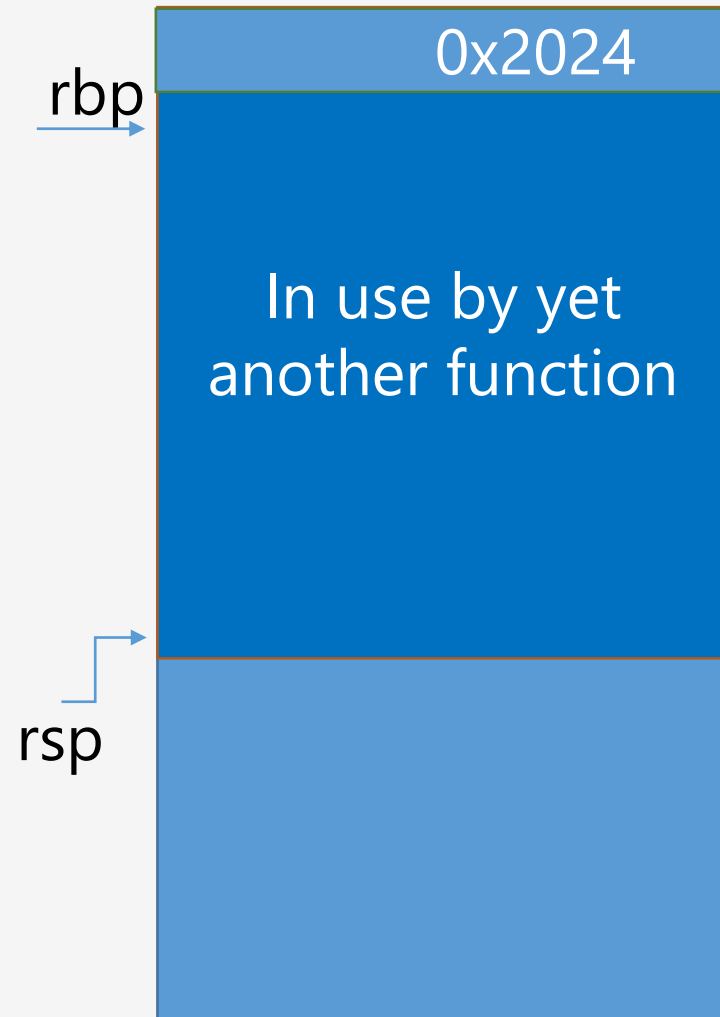 0x2024
rbp
In use by yet
another function
rsp